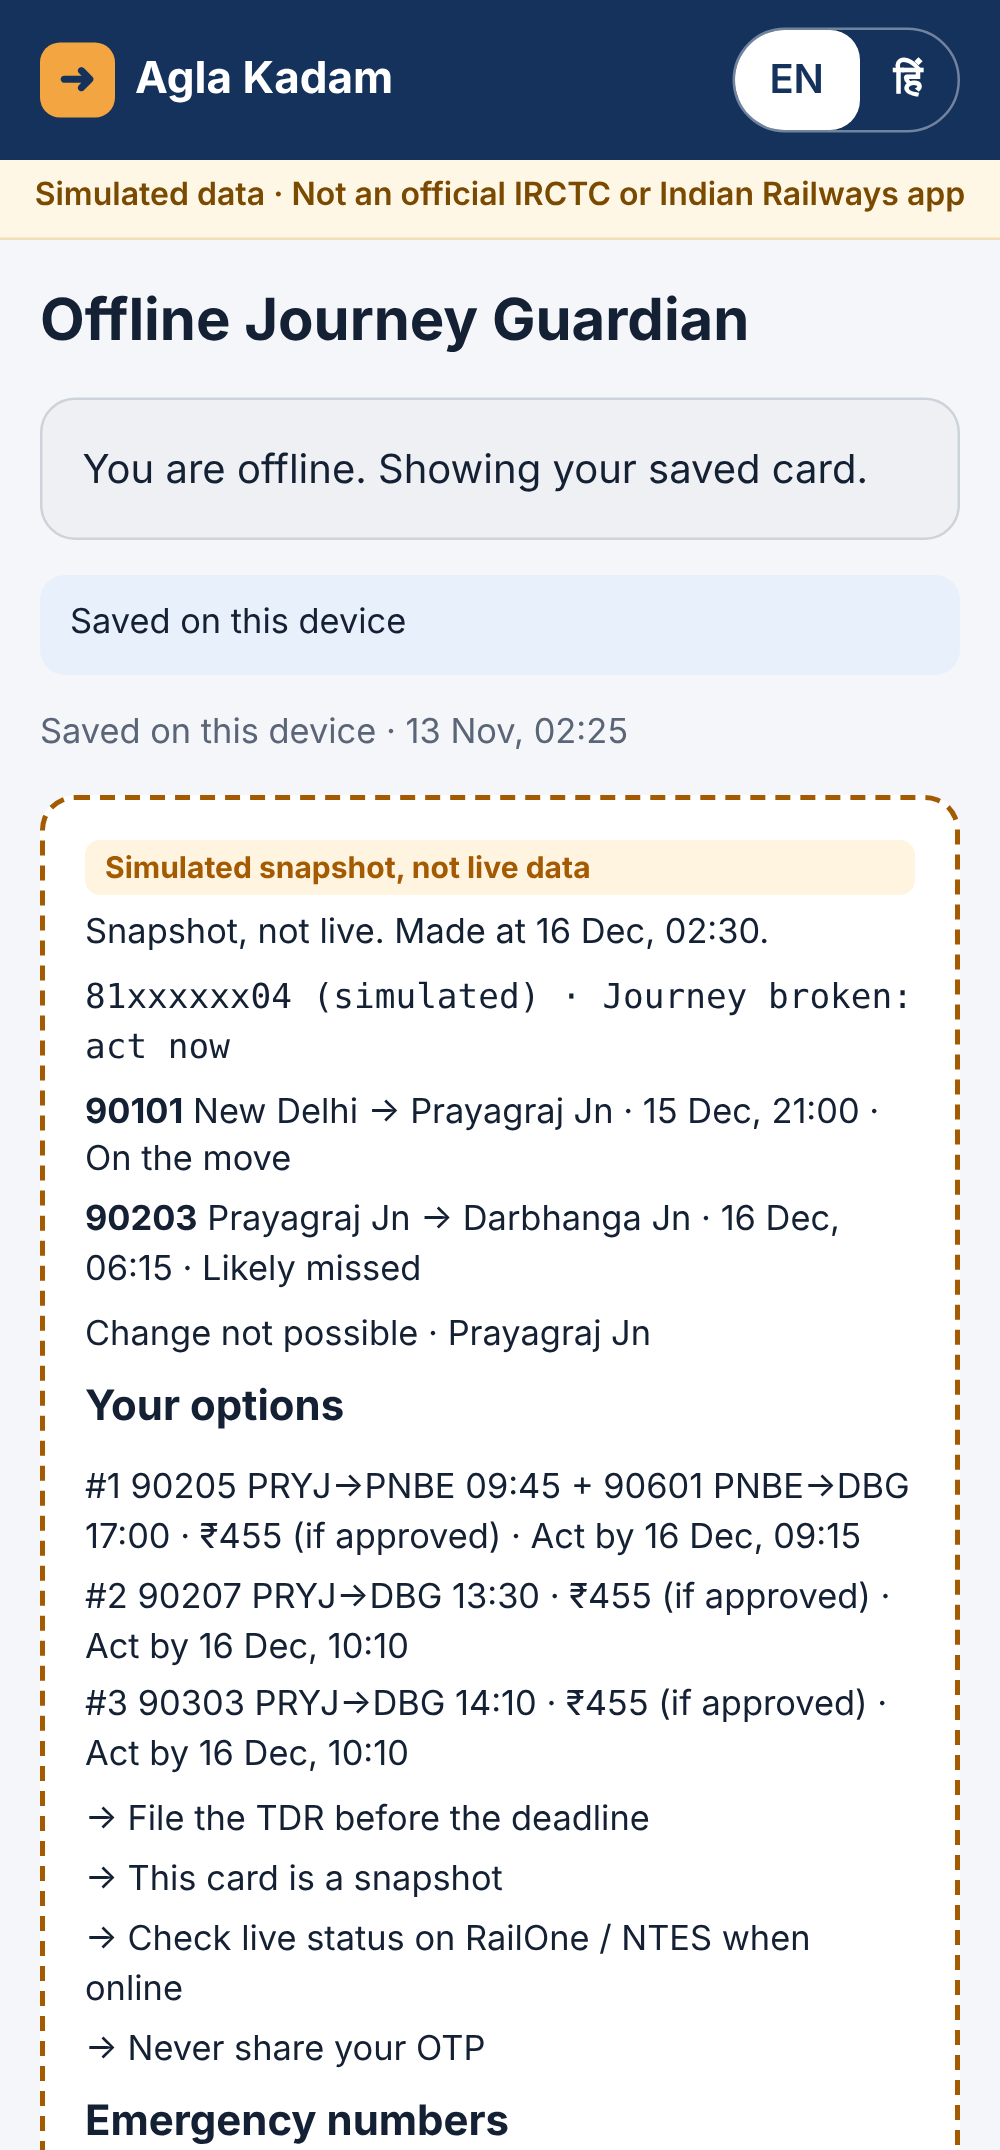 Agla Kadam
EN
हिं
Simulated data · Not an official IRCTC or Indian Railways app
Offline Journey Guardian
You are offline. Showing your saved card.
Saved on this device
Saved on this device · 13 Nov, 02:25
Simulated snapshot, not live data
Snapshot, not live. Made at 16 Dec, 02:30.
81xxxxxx04 (simulated) · Journey broken:
act now
90101 New Delhi → Prayagraj Jn · 15 Dec, 21:00 ·
On the move
90203 Prayagraj Jn → Darbhanga Jn · 16 Dec,
06:15 · Likely missed
Change not possible · Prayagraj Jn
Your options
#1 90205 PRYJ→PNBE 09:45 + 90601 PNBE→DBG
17:00 · ₹455 (if approved) · Act by 16 Dec, 09:15
#2 90207 PRYJ→DBG 13:30 · ₹455 (if approved) ·
Act by 16 Dec, 10:10
#3 90303 PRYJ→DBG 14:10 · ₹455 (if approved) ·
Act by 16 Dec, 10:10
→ File the TDR before the deadline
→ This card is a snapshot
→ Check live status on RailOne / NTES when
online
→ Never share your OTP
Emergency numbers